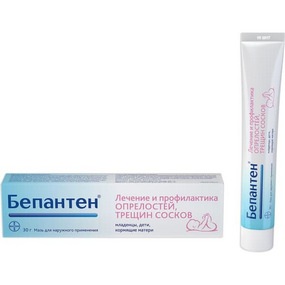 Бепантен®
Лечение и профилактика
ОПРЕЛОСТЕЙ,
ТРЕЩИН СОСКОВ
младенцы, дети,
кормящие матери
30 г Мазь для наружного применения
Бепантен®
Лечение и профилактика
ОПРЕЛОСТЕЙ,
ТРЕЩИН СОСКОВ